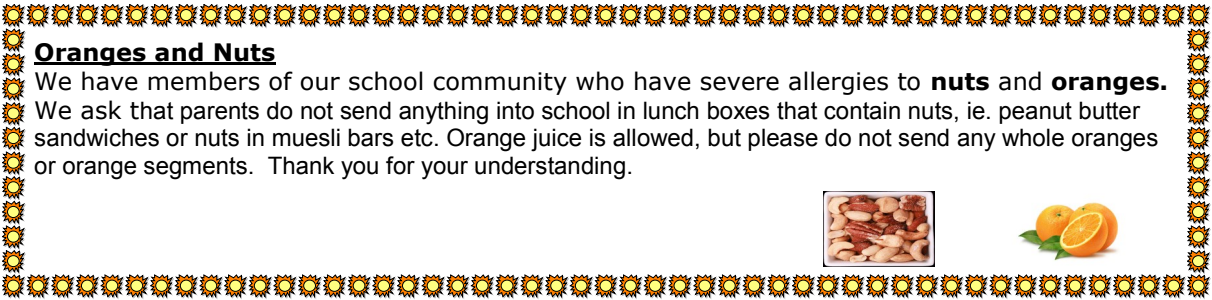 Oranges and Nuts
We have members of our school community who have severe allergies to nuts and oranges.
We ask that parents do not send anything into school in lunch boxes that contain nuts, ie. peanut butter
sandwiches or nuts in muesli bars etc. Orange juice is allowed, but please do not send any whole oranges
or orange segments.  Thank you for your understanding.